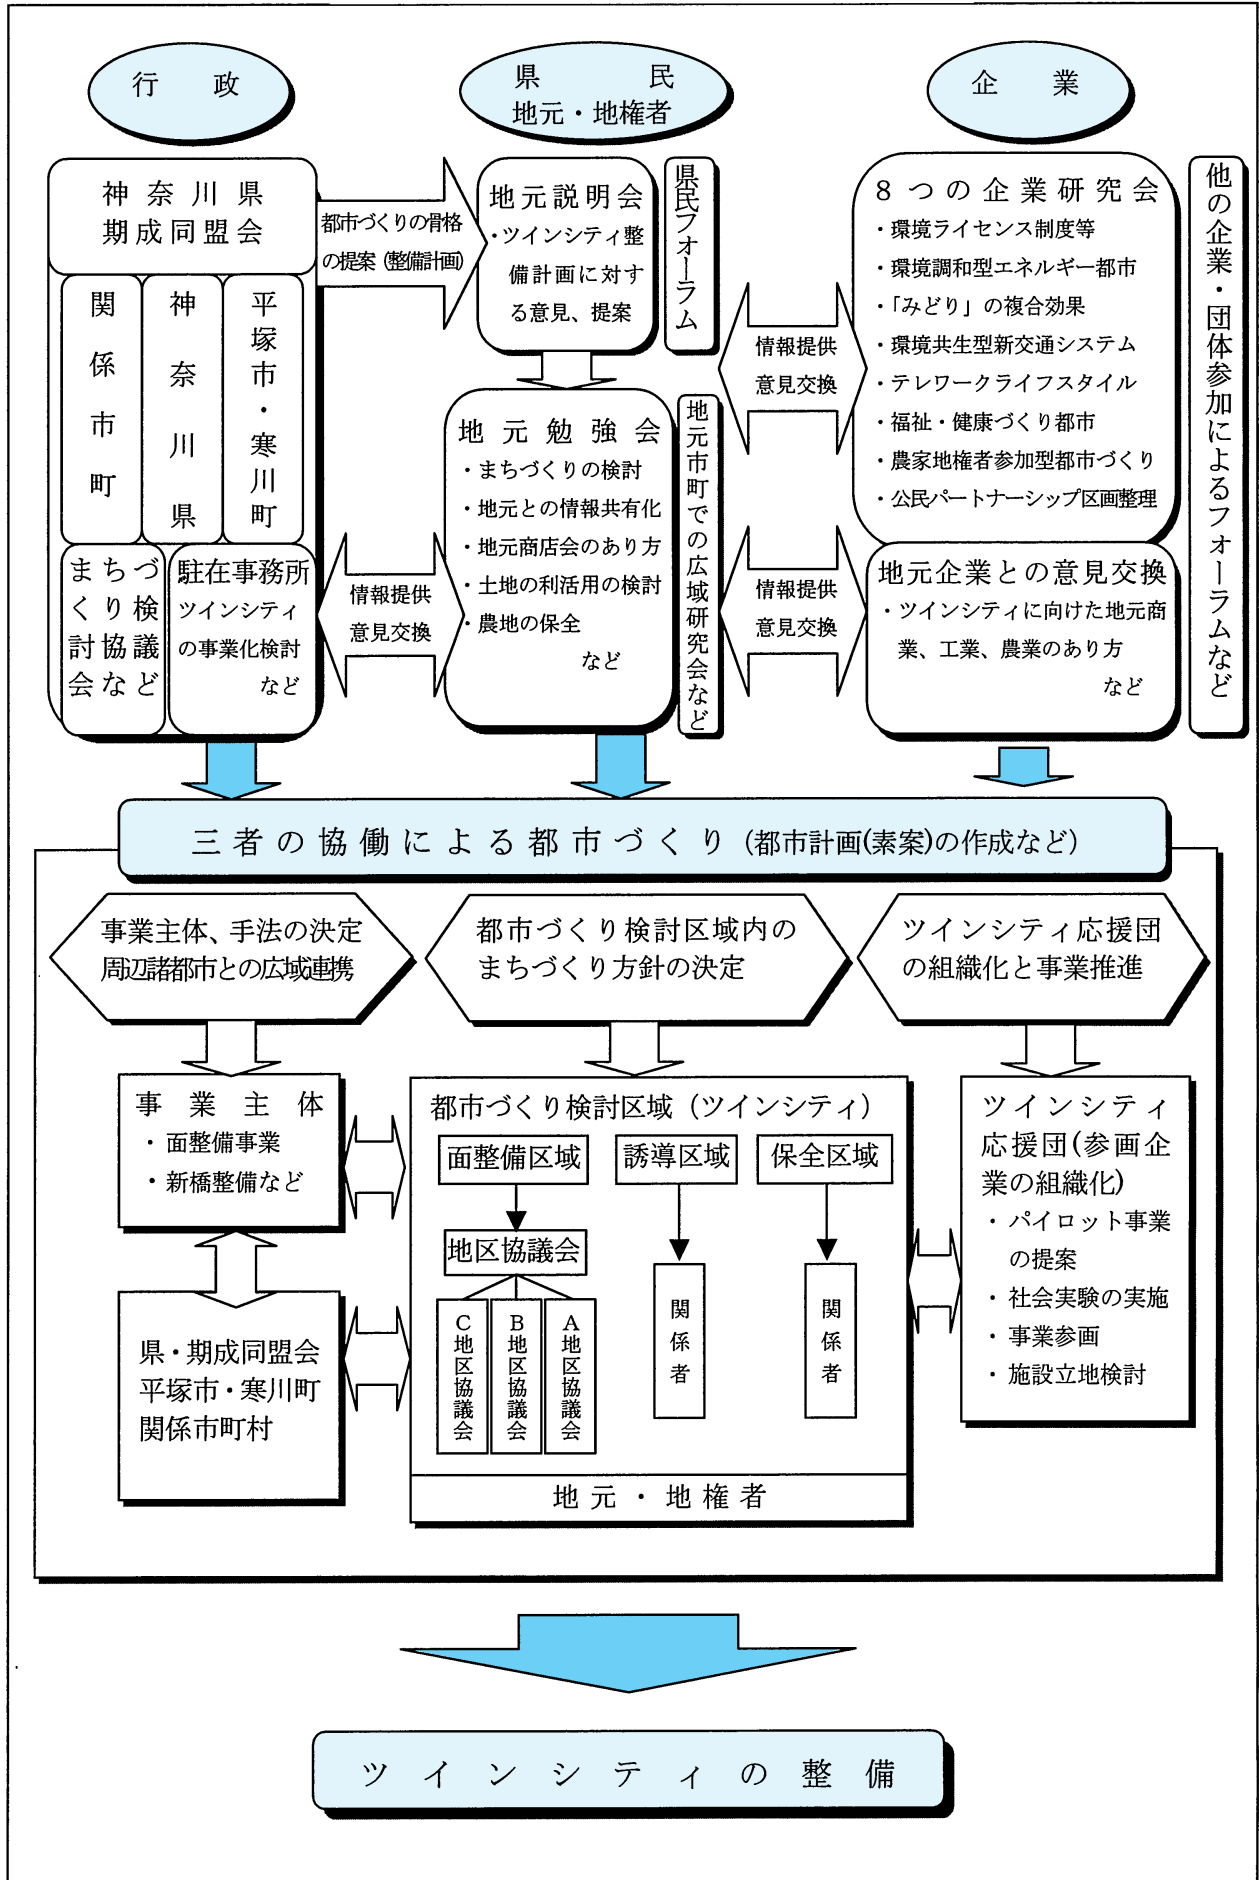 行 政
県 民
地元・地権者
企 業
神奈川県
期成同盟会
関係市町
神奈川県
平塚市・寒川町
まちづ
くり検
討協議
会など
駐在事務所
ツインシティ
の事業化検討
など
都市づくりの骨格
の提案（整備計画）
地元説明会
・ツインシティ整
備計画に対す
る意見、提案
県民フォーラム
地元勉強会
・まちづくりの検討
・地元との情報共有化
・地元商店会のあり方
・土地の利活用の検討
・農地の保全
など
地元市町での広域研究会など
情報提供
意見交換
情報提供
意見交換
情報提供
意見交換
８つの企業研究会
・環境ライセンス制度等
・環境調和型エネルギー都市
・「みどり」の複合効果
・環境共生型新交通システム
・テレワークライフスタイル
・福祉・健康づくり都市
・農家地権者参加型都市づくり
・公民パートナーシップ区画整理
地元企業との意見交換
・ツインシティに向けた地元商
業、工業、農業のあり方
など
他の企業・団体参加によるフォーラムなど
三者の協働による都市づくり（都市計画(素案)の作成など）
事業主体、手法の決定
周辺諸都市との広域連携
都市づくり検討区域内の
まちづくり方針の決定
ツインシティ応援団
の組織化と事業推進
事業主体
・面整備事業
・新橋整備など
県・期成同盟会
平塚市・寒川町
関係市町村
都市づくり検討区域（ツインシティ）
面整備区域
誘導区域
保全区域
地区協議会
C地区協議会
B地区協議会
A地区協議会
関係者
関係者
地元・地権者
ツインシティ
応援団(参画企
業の組織化)
・パイロット事業
の提案
・社会実験の実施
・事業参画
・施設立地検討
ツインシティの整備